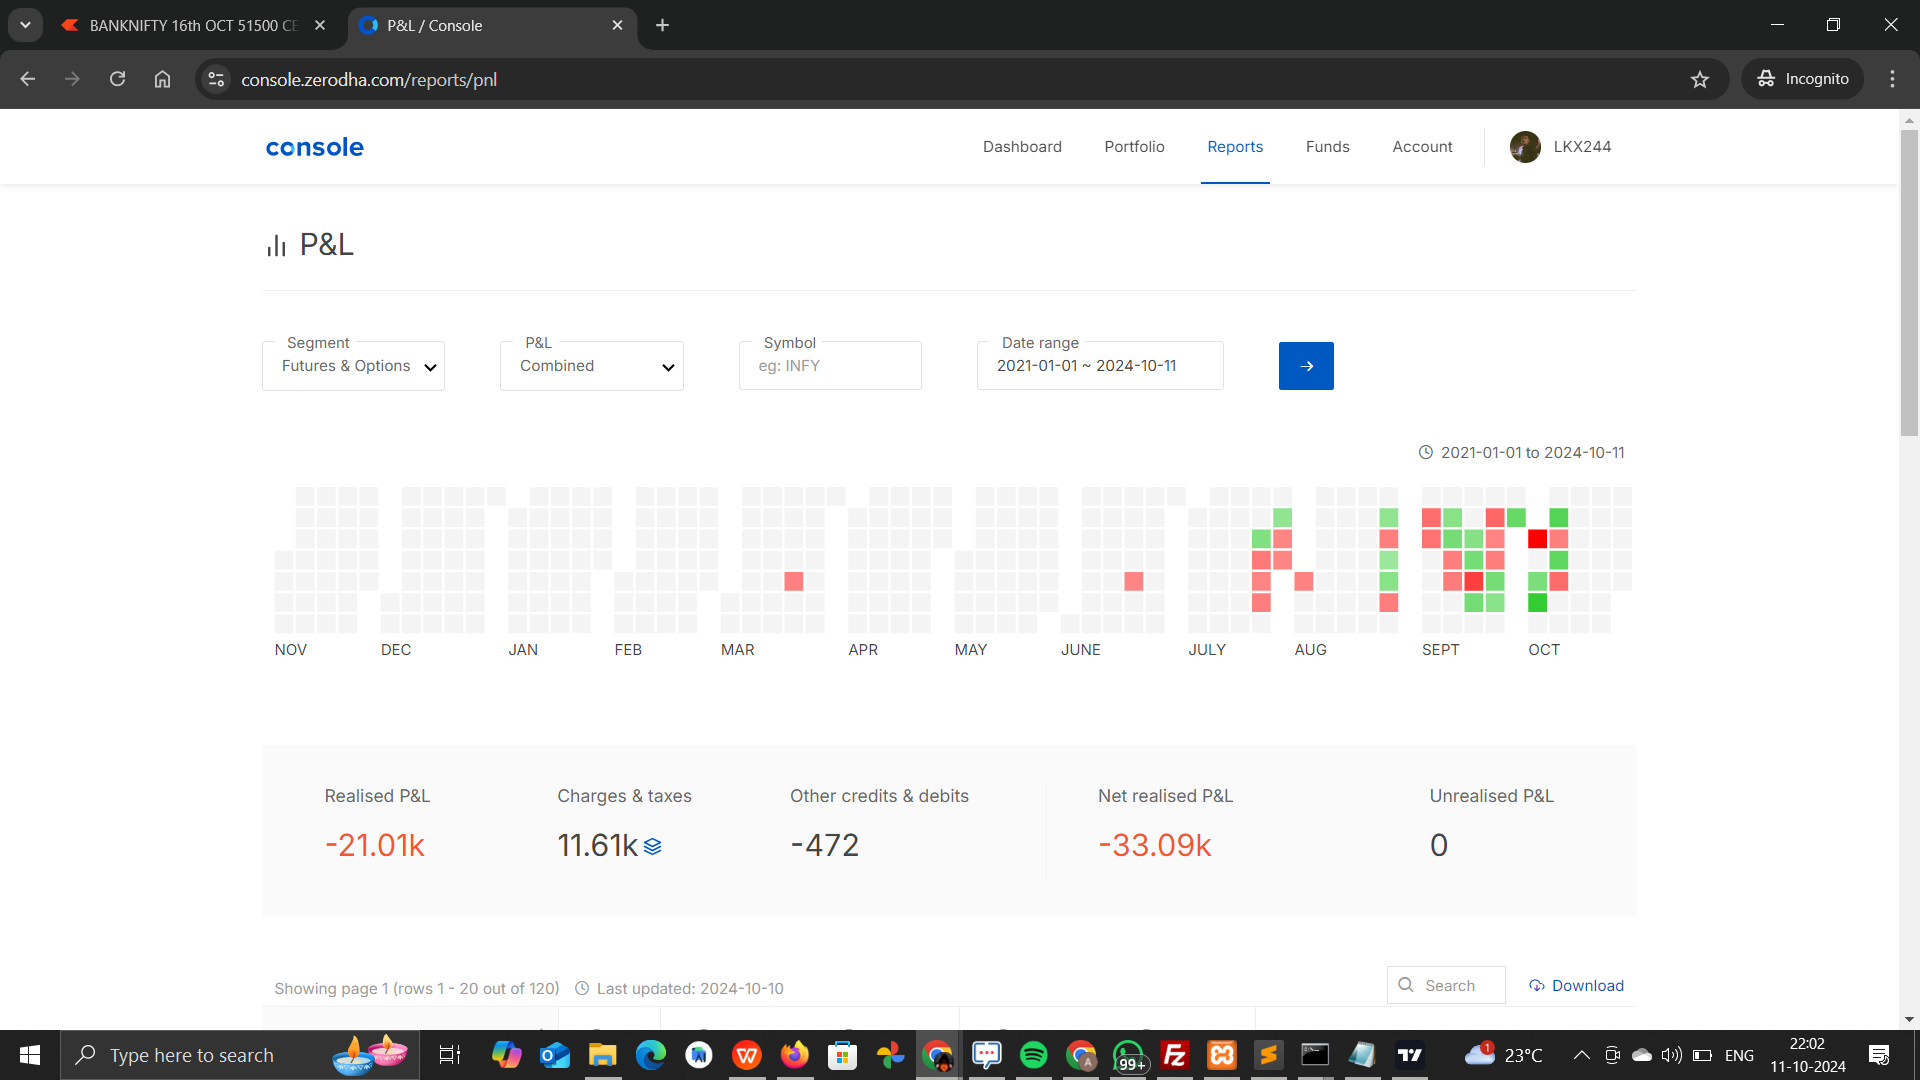 BANKNIFTY 16th OCT 51500 CE
P&L / Console
console.zerodha.com/reports/pnl
Incognito
console
Dashboard
Portfolio
Reports
Funds
Account
LKX244
P&L
Segment
Futures & Options
P&L
Combined
Symbol
eg: INFY
Date range
2021-01-01 ~ 2024-10-11
2021-01-01 to 2024-10-11
NOV DEC JAN FEB MAR APR MAY JUNE JULY AUG SEPT OCT
Realised P&L
-21.01k
Charges & taxes
11.61k
Other credits & debits
-472
Net realised P&L
-33.09k
Unrealised P&L
0
Showing page 1 (rows 1 - 20 out of 120)
Last updated: 2024-10-10
Search
Download
Type here to search
99+
1
23°C
ENG
22:02
11-10-2024